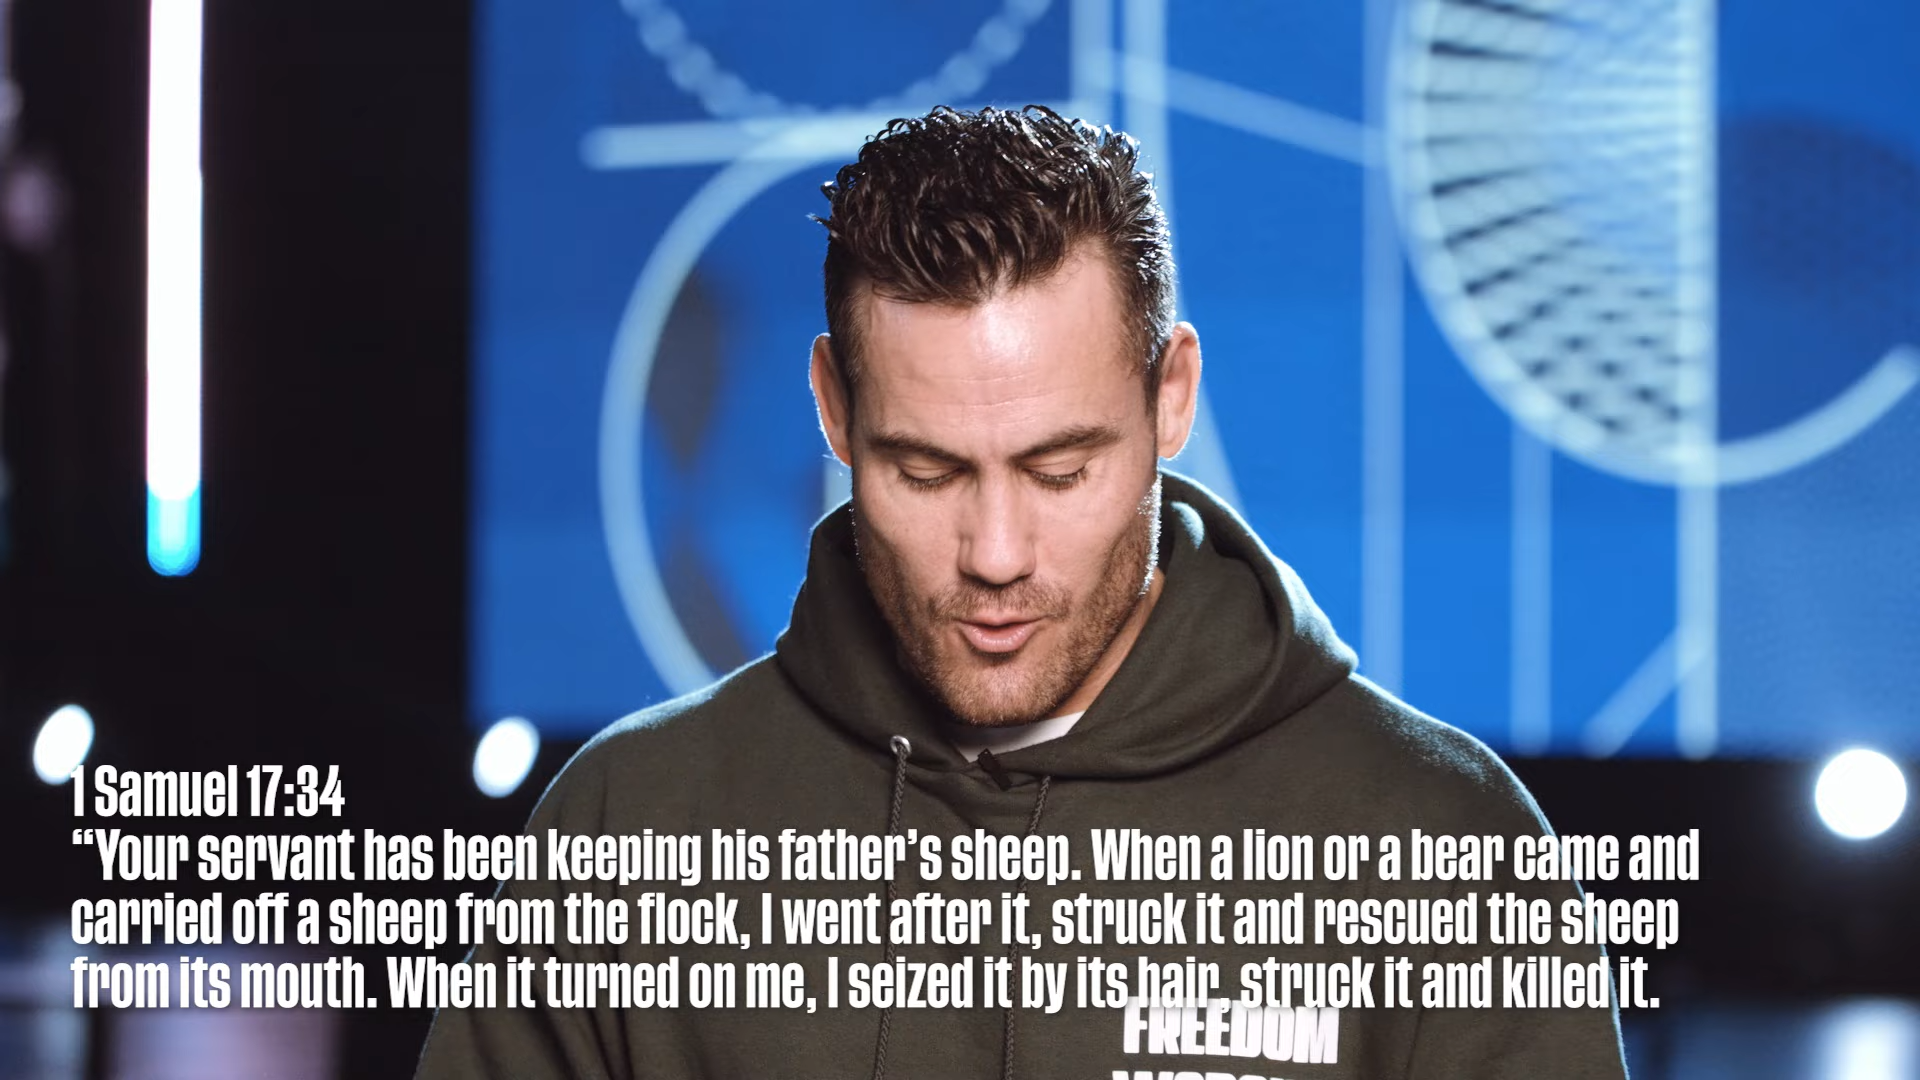 1 Samuel 17:34
“Your servant has been keeping his father’s sheep. When a lion or a bear came and
carried off a sheep from the flock, I went after it, struck it and rescued the sheep
from its mouth. When it turned on me, I seized it by its hair, struck it and killed it.
FREEDOM